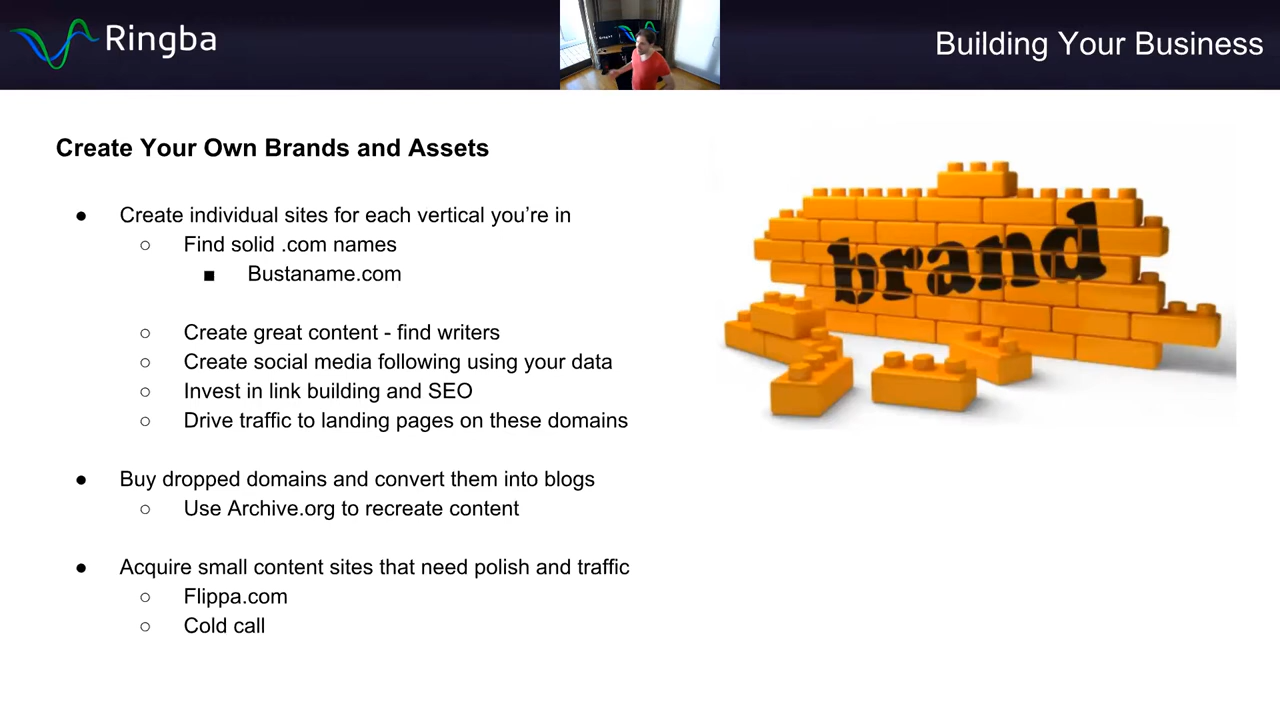 Ringba
Building Your Business
Create Your Own Brands and Assets
● Create individual sites for each vertical you’re in
○ Find solid .com names
■ Bustaname.com
○ Create great content - find writers
○ Create social media following using your data
○ Invest in link building and SEO
○ Drive traffic to landing pages on these domains
● Buy dropped domains and convert them into blogs
○ Use Archive.org to recreate content
● Acquire small content sites that need polish and traffic
○ Flippa.com
○ Cold call
brand